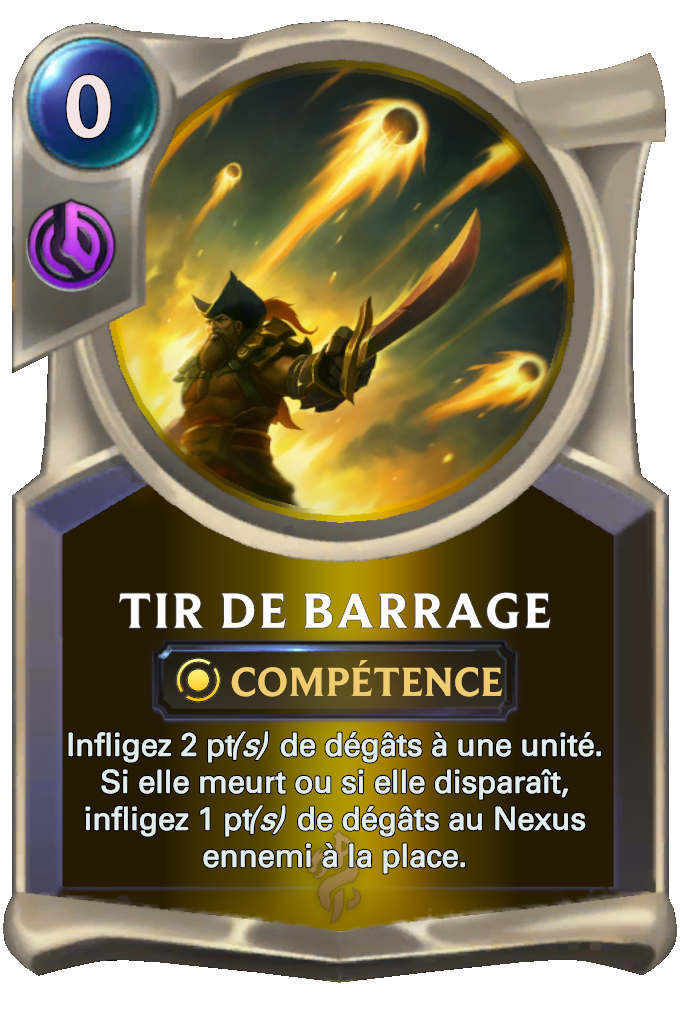 0
TIR DE BARRAGE
COMPÉTENCE
Infligez 2 pt(s) de dégâts à une unité.
Si elle meurt ou si elle disparaît,
infligez 1 pt(s) de dégâts au Nexus
ennemi à la place.